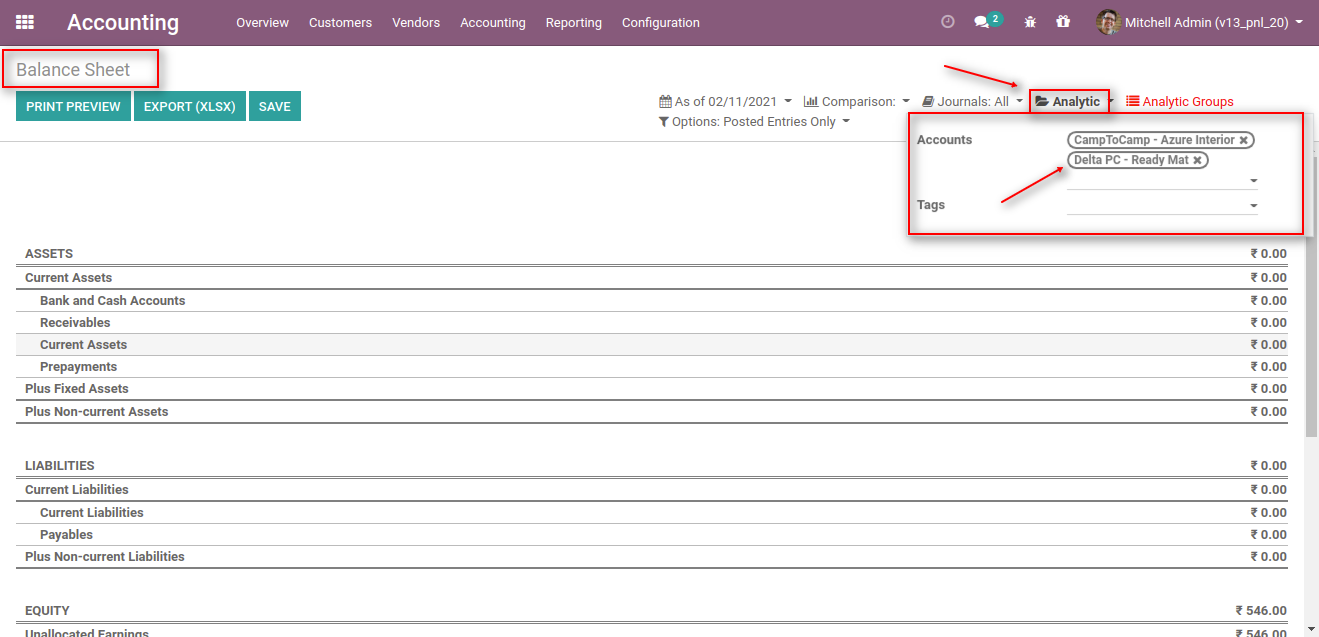 Accounting Overview Customers Vendors Accounting Reporting Configuration 2 Mitchell Admin (v13_pnl_20)
Balance Sheet
PRINT PREVIEW EXPORT (XLSX) SAVE
As of 02/11/2021 Comparison: Journals: All Analytic Analytic Groups
Options: Posted Entries Only
Accounts CampToCamp - Azure Interior ✖
Delta PC - Ready Mat ✖
Tags
ASSETS ₹ 0.00
Current Assets ₹ 0.00
Bank and Cash Accounts ₹ 0.00
Receivables ₹ 0.00
Current Assets ₹ 0.00
Prepayments ₹ 0.00
Plus Fixed Assets ₹ 0.00
Plus Non-current Assets ₹ 0.00
LIABILITIES ₹ 0.00
Current Liabilities ₹ 0.00
Current Liabilities ₹ 0.00
Payables ₹ 0.00
Plus Non-current Liabilities ₹ 0.00
EQUITY ₹ 546.00
Unallocated Earnings ₹ 546.00